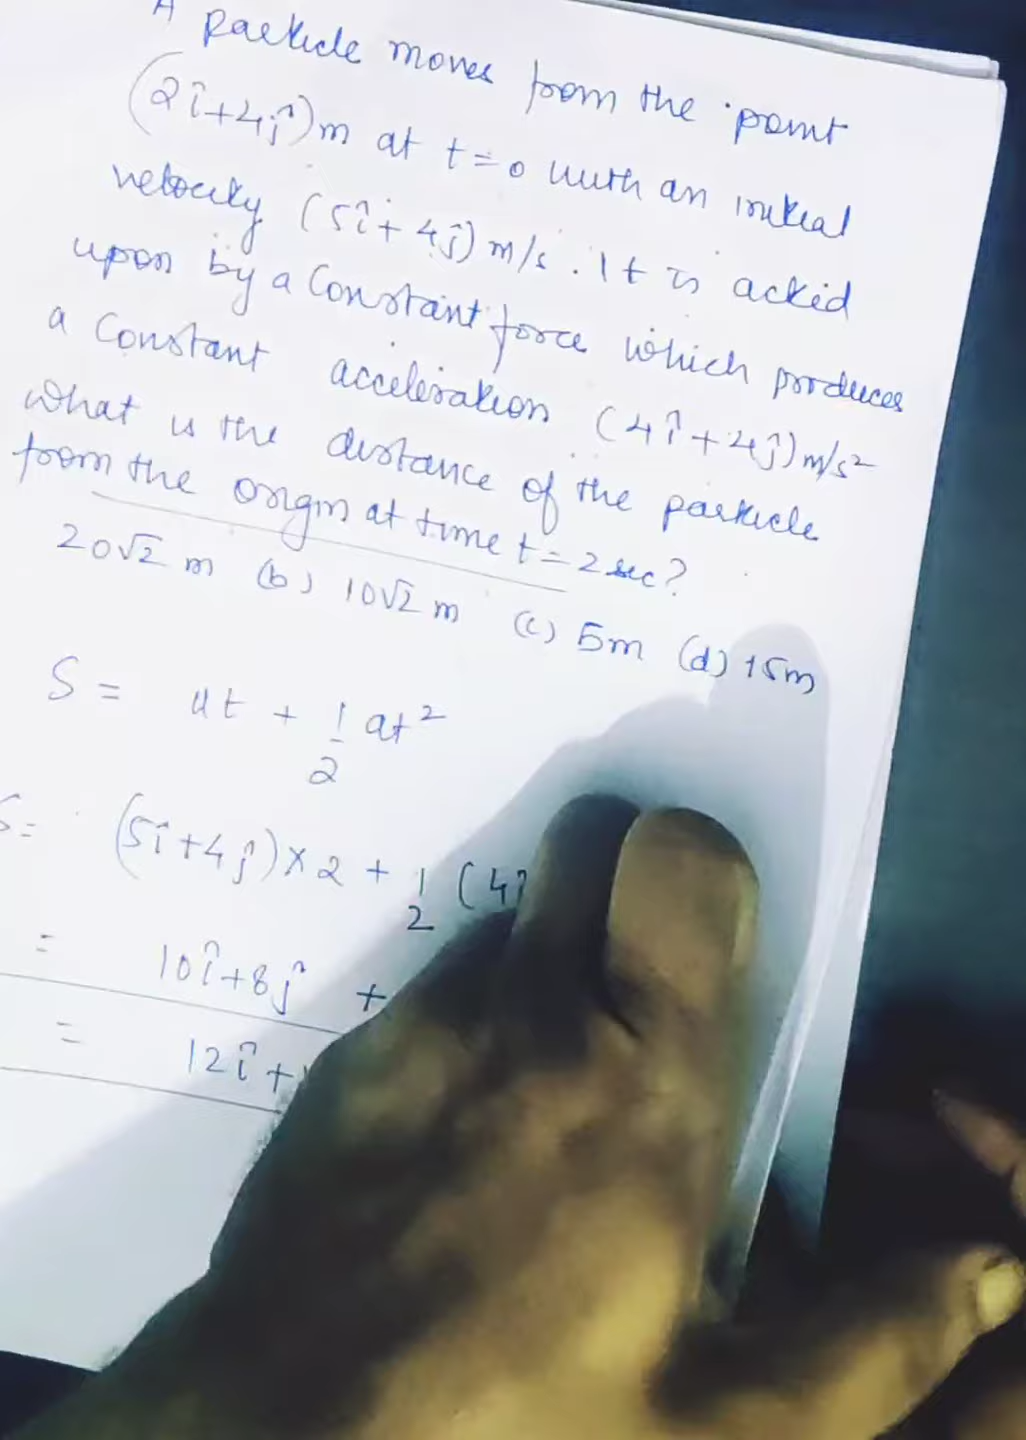 A particle moves from the point
(2î+4ĵ)m at t=0 with an initial
velocity (5î+4ĵ) m/s. It is acted
upon by a Constant force which produces
a constant acceleration (4î+4ĵ) m/s²
what is the distance of the particle
from the origin at time t=2 sec?
20√2 m (b) 10√2 m (c) 5m (d) 15m
S = ut + 1/2 at²
S= (5î+4ĵ)×2 + 1/2 (4î
= 10î+8ĵ +
= 12î+